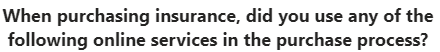 When purchasing insurance, did you use any of the
following online services in the purchase process?